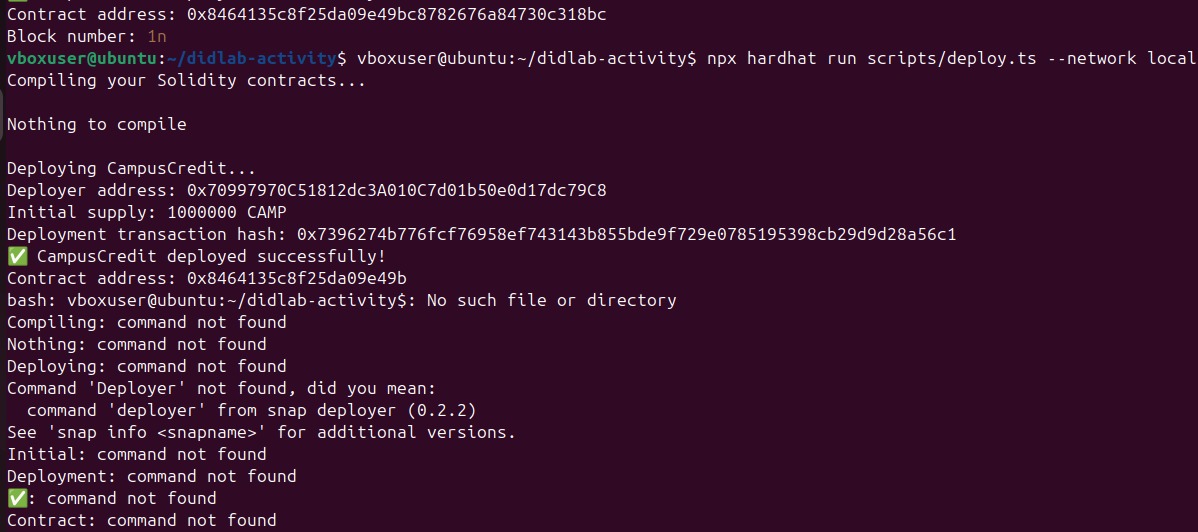 Contract address: 0x8464135c8f25da09e49bc8782676a84730c318bc
Block number: 1n
vboxuser@ubuntu:~/didlab-activity$ vboxuser@ubuntu:~/didlab-activity$ npx hardhat run scripts/deploy.ts --network local
Compiling your Solidity contracts...
Nothing to compile
Deploying CampusCredit...
Deployer address: 0x70997970C51812dc3A010C7d01b50e0d17dc79C8
Initial supply: 1000000 CAMP
Deployment transaction hash: 0x7396274b776fcf76958ef743143b855bde9f729e0785195398cb29d9d28a56c1
✅ CampusCredit deployed successfully!
Contract address: 0x8464135c8f25da09e49b
bash: vboxuser@ubuntu:~/didlab-activity$: No such file or directory
Compiling: command not found
Nothing: command not found
Deploying: command not found
Command 'Deployer' not found, did you mean:
  command 'deployer' from snap deployer (0.2.2)
See 'snap info <snapname>' for additional versions.
Initial: command not found
Deployment: command not found
✅: command not found
Contract: command not found